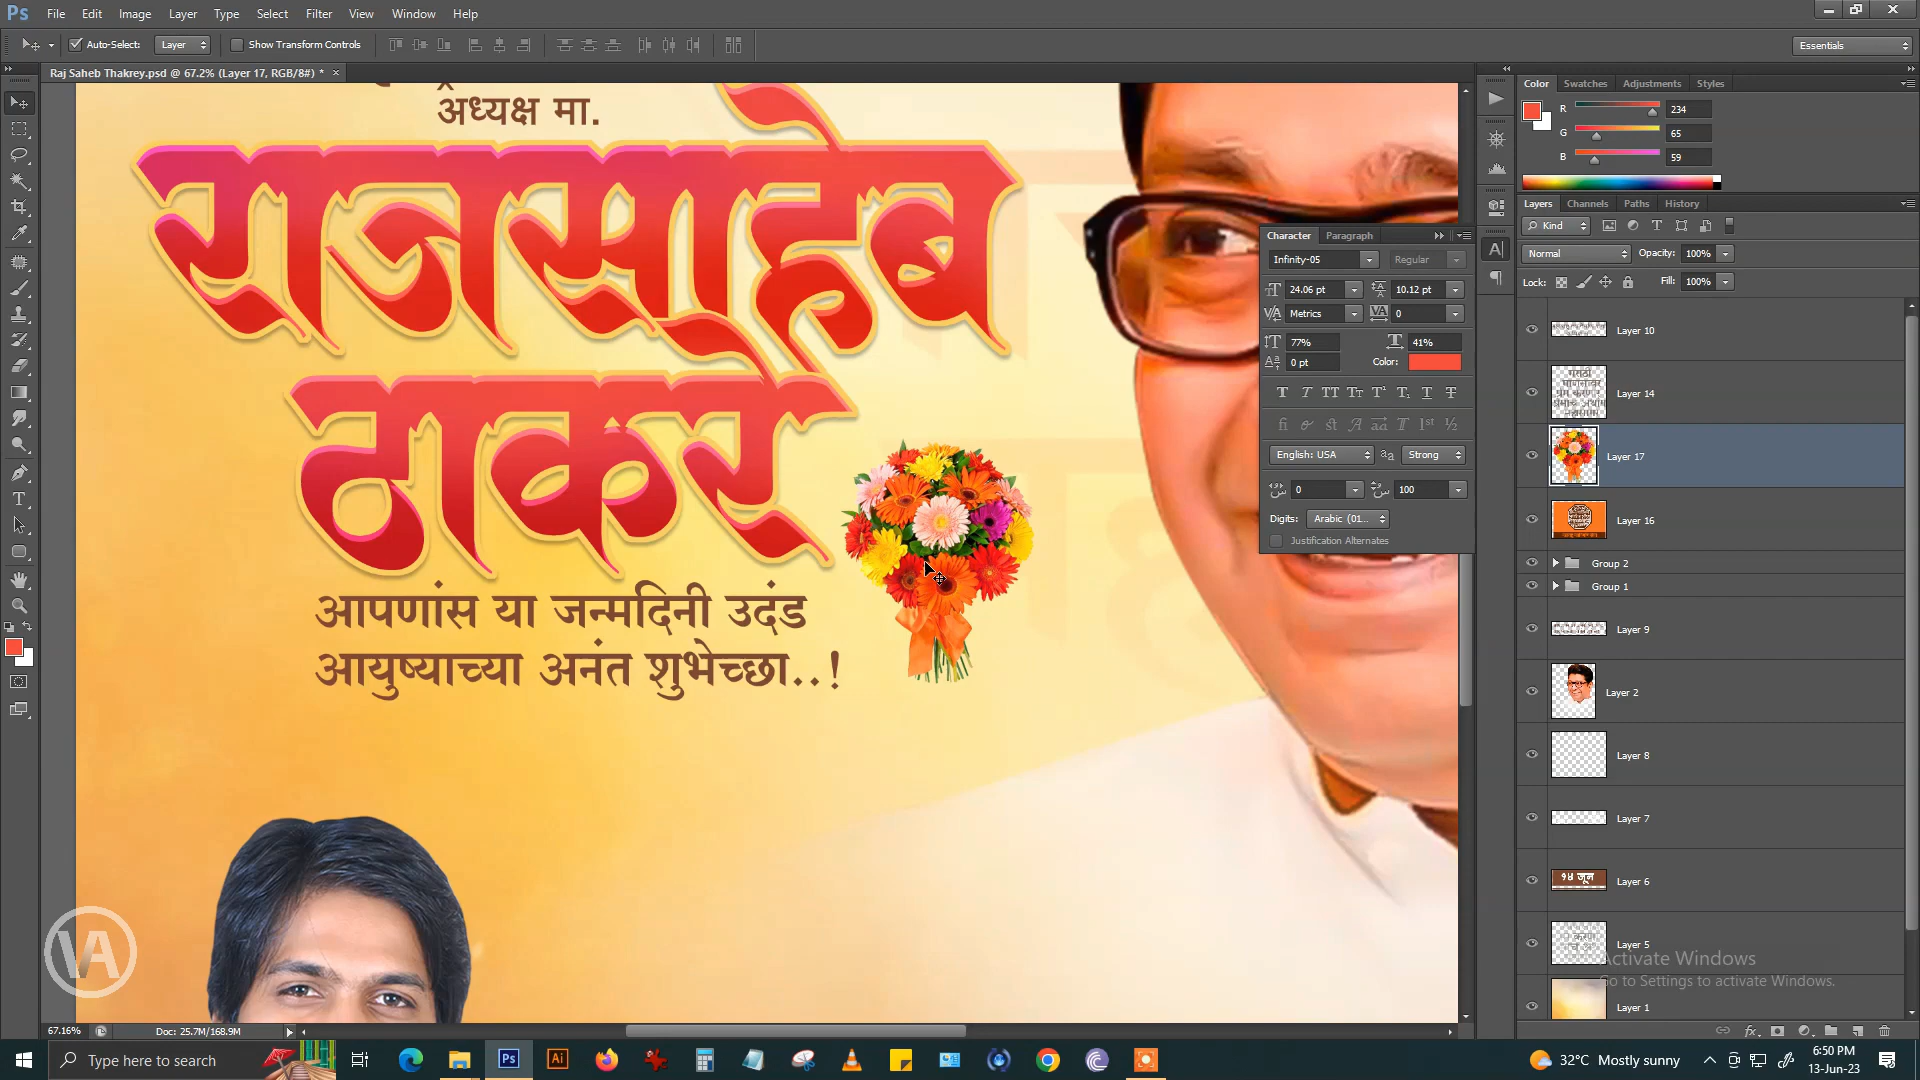 Ps File Edit Image Layer Type Select Filter View Window Help
Auto-Select: Layer Show Transform Controls Essentials
Raj Saheb Thakrey.psd @ 67.2% (Layer 17, RGB/8#) * ×
अध्यक्ष मा.
राजसाहेब
ठाकरे
आपणांस या जन्मदिनी उदंड
आयुष्याच्या अनंत शुभेच्छा..!
VA
Character Paragraph
Infinity-05 Regular
24.06 pt 10.12 pt
Metrics 0
77% 41%
0 pt Color:
English: USA Strong
0 100
Digits: Arabic (01...
Justification Alternates
Color Swatches Adjustments Styles
R 234
G 65
B 59
Layers Channels Paths History
Kind
Normal Opacity: 100%
Lock: Fill: 100%
Layer 10
Layer 14
Layer 17
Layer 16
Group 2
Group 1
Layer 9
Layer 2
Layer 8
Layer 7
१४ जून
Layer 6
Layer 5
Layer 1
Activate Windows
Go to Settings to activate Windows.
67.16% Doc: 25.7M/168.9M
Type here to search
Ps Ai
32°C Mostly sunny
6:50 PM
13-Jun-23